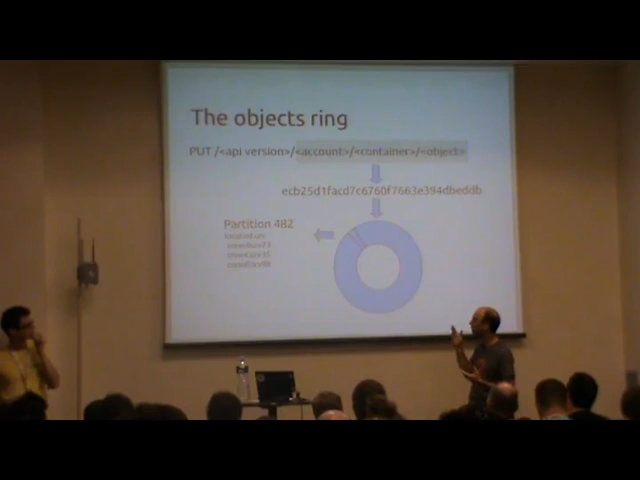 The objects ring
PUT /<api version>/<account>/<container>/<object>
ecb25d1facd7c6760f7663e394dbeddb
Partition 482